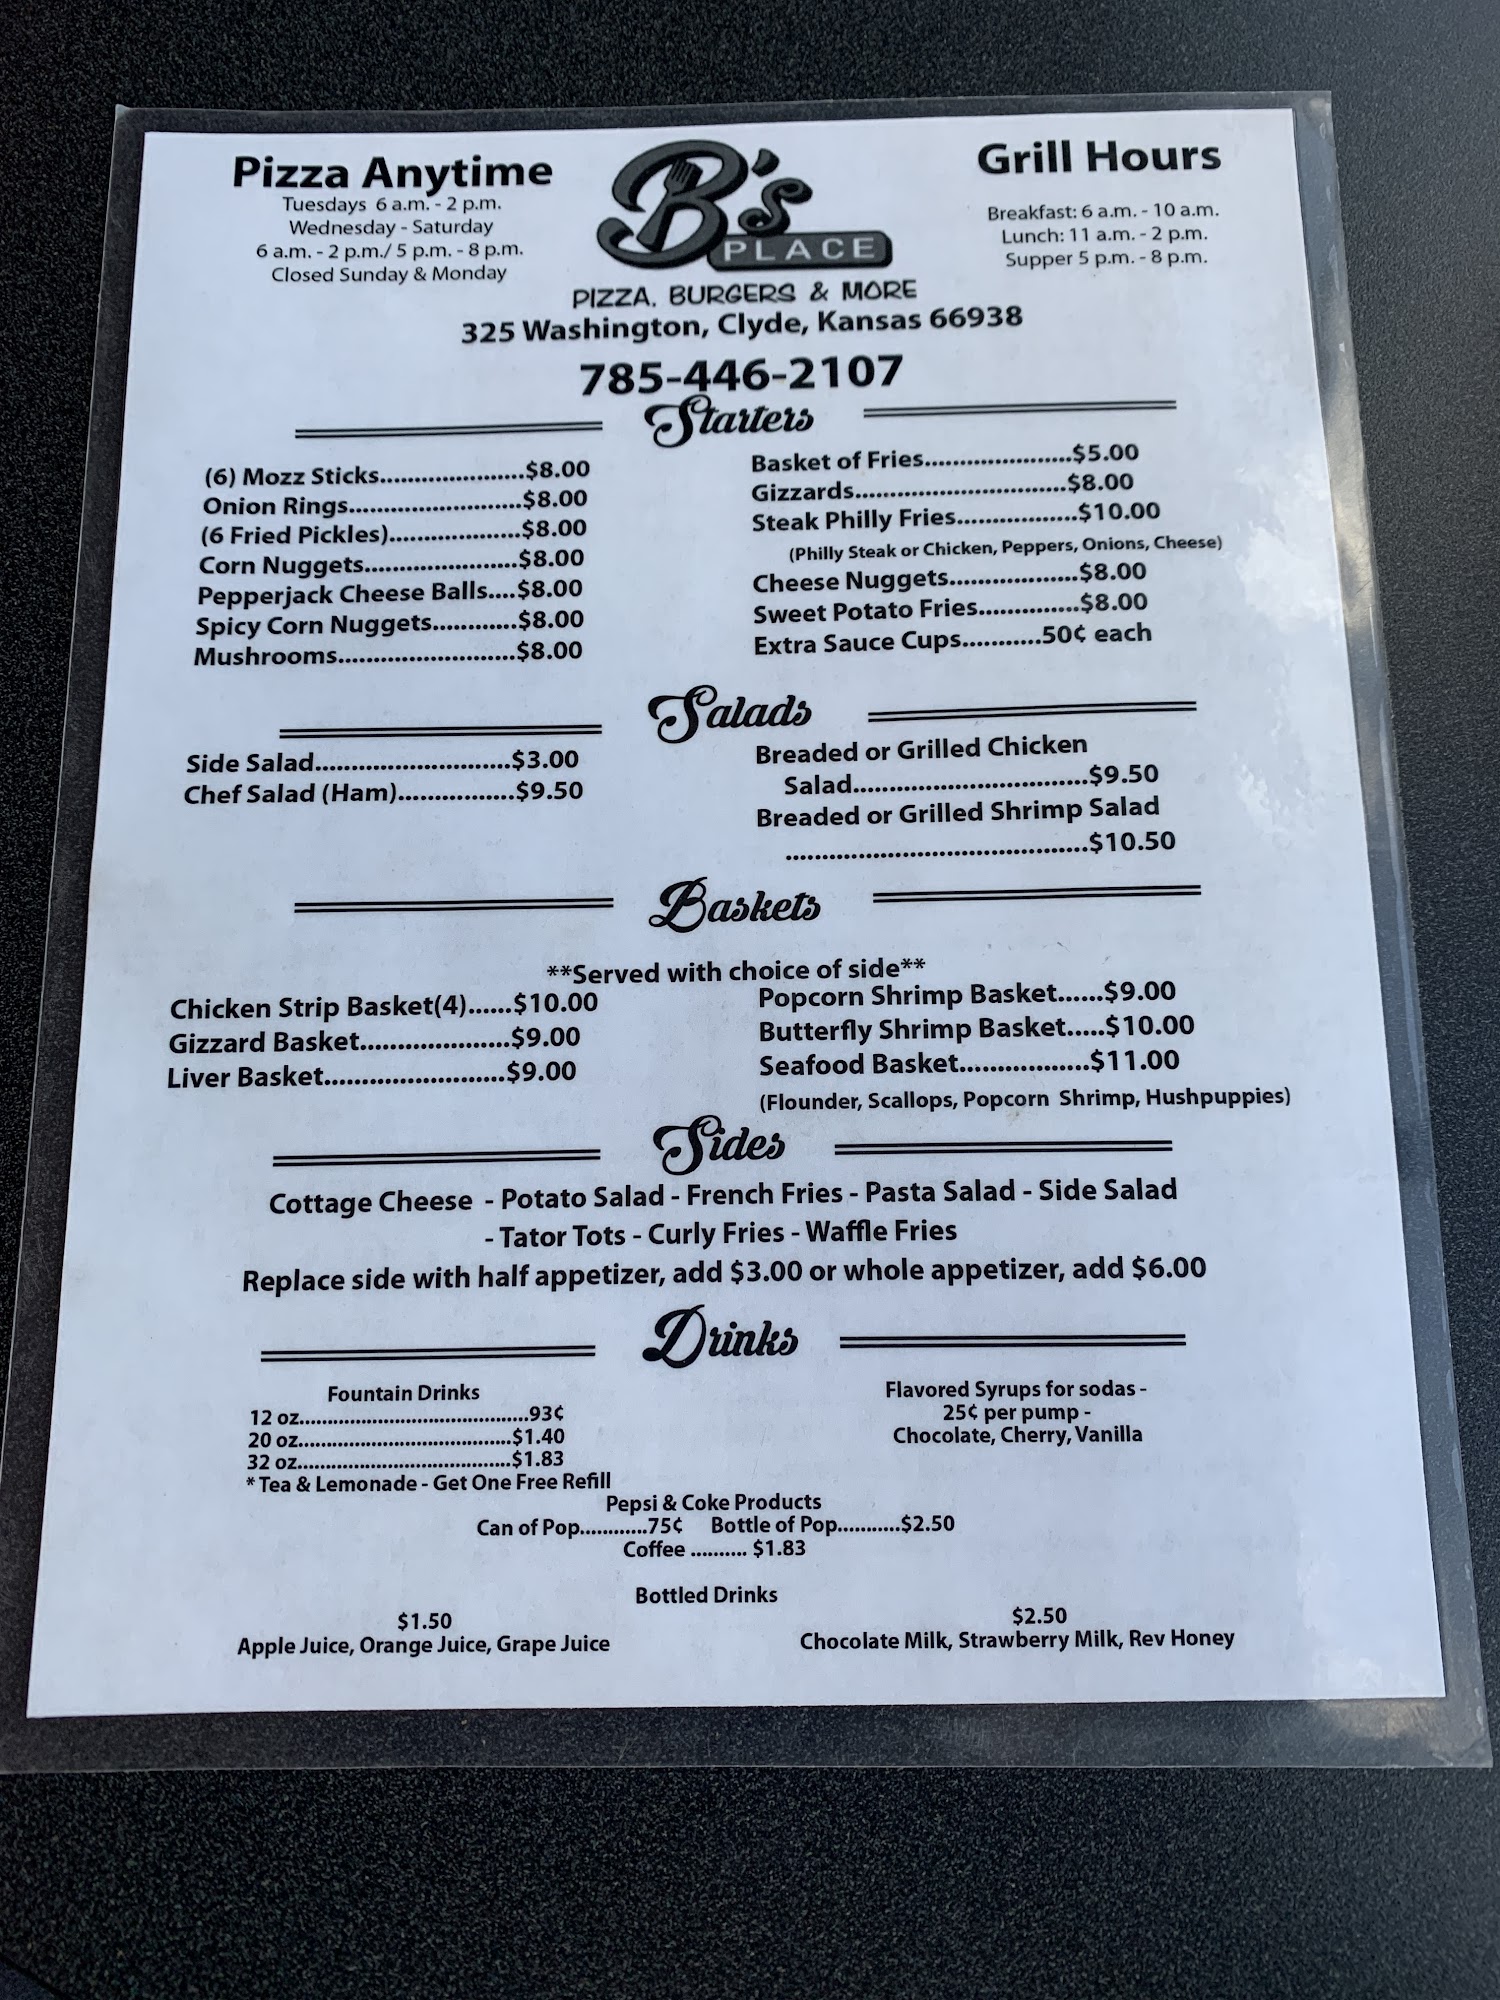 Pizza Anytime
Tuesdays 6 a.m. - 2 p.m.
Wednesday - Saturday
6 a.m. - 2 p.m./ 5 p.m. - 8 p.m.
Closed Sunday & Monday
B's
PLACE
PIZZA, BURGERS & MORE
325 Washington, Clyde, Kansas 66938
785-446-2107
Grill Hours
Breakfast: 6 a.m. - 10 a.m.
Lunch: 11 a.m. - 2 p.m.
Supper 5 p.m. - 8 p.m.
Starters
(6) Mozz Sticks......................$8.00
Onion Rings..........................$8.00
(6 Fried Pickles)....................$8.00
Corn Nuggets.......................$8.00
Pepperjack Cheese Balls....$8.00
Spicy Corn Nuggets.............$8.00
Mushrooms...........................$8.00
Basket of Fries......................$5.00
Gizzards................................$8.00
Steak Philly Fries..................$10.00
(Philly Steak or Chicken, Peppers, Onions, Cheese)
Cheese Nuggets...................$8.00
Sweet Potato Fries...............$8.00
Extra Sauce Cups...........50¢ each
Salads
Side Salad.............................$3.00
Chef Salad (Ham).................$9.50
Breaded or Grilled Chicken
Salad...................................$9.50
Breaded or Grilled Shrimp Salad
.............................................$10.50
Baskets
**Served with choice of side**
Chicken Strip Basket(4)......$10.00
Gizzard Basket......................$9.00
Liver Basket...........................$9.00
Popcorn Shrimp Basket......$9.00
Butterfly Shrimp Basket.....$10.00
Seafood Basket..................$11.00
(Flounder, Scallops, Popcorn Shrimp, Hushpuppies)
Sides
Cottage Cheese - Potato Salad - French Fries - Pasta Salad - Side Salad
- Tator Tots - Curly Fries - Waffle Fries
Replace side with half appetizer, add $3.00 or whole appetizer, add $6.00
Drinks
Fountain Drinks
12 oz.........................................93¢
20 oz......................................$1.40
32 oz......................................$1.83
* Tea & Lemonade - Get One Free Refill
Flavored Syrups for sodas -
25¢ per pump -
Chocolate, Cherry, Vanilla
Pepsi & Coke Products
Can of Pop............75¢ Bottle of Pop...........$2.50
Coffee .......... $1.83
Bottled Drinks
$1.50
Apple Juice, Orange Juice, Grape Juice
$2.50
Chocolate Milk, Strawberry Milk, Rev Honey